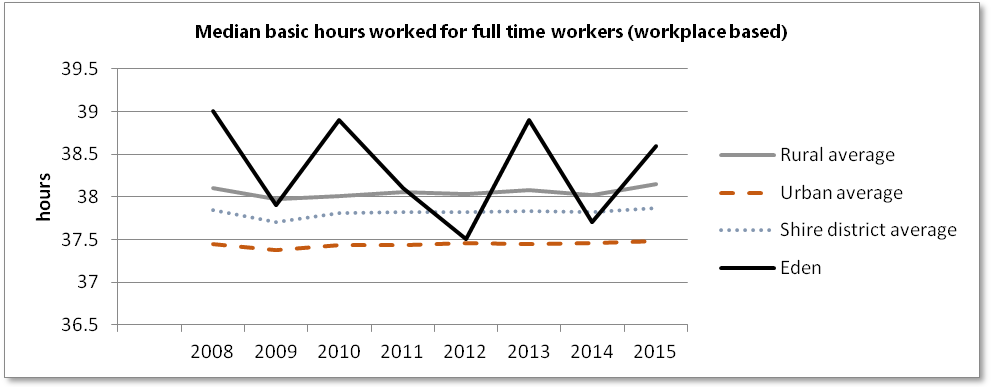 Median basic hours worked for full time workers (workplace based)
hours
39.5
39
38.5
38
37.5
37
36.5
2008 2009 2010 2011 2012 2013 2014 2015
Rural average
Urban average
Shire district average
Eden